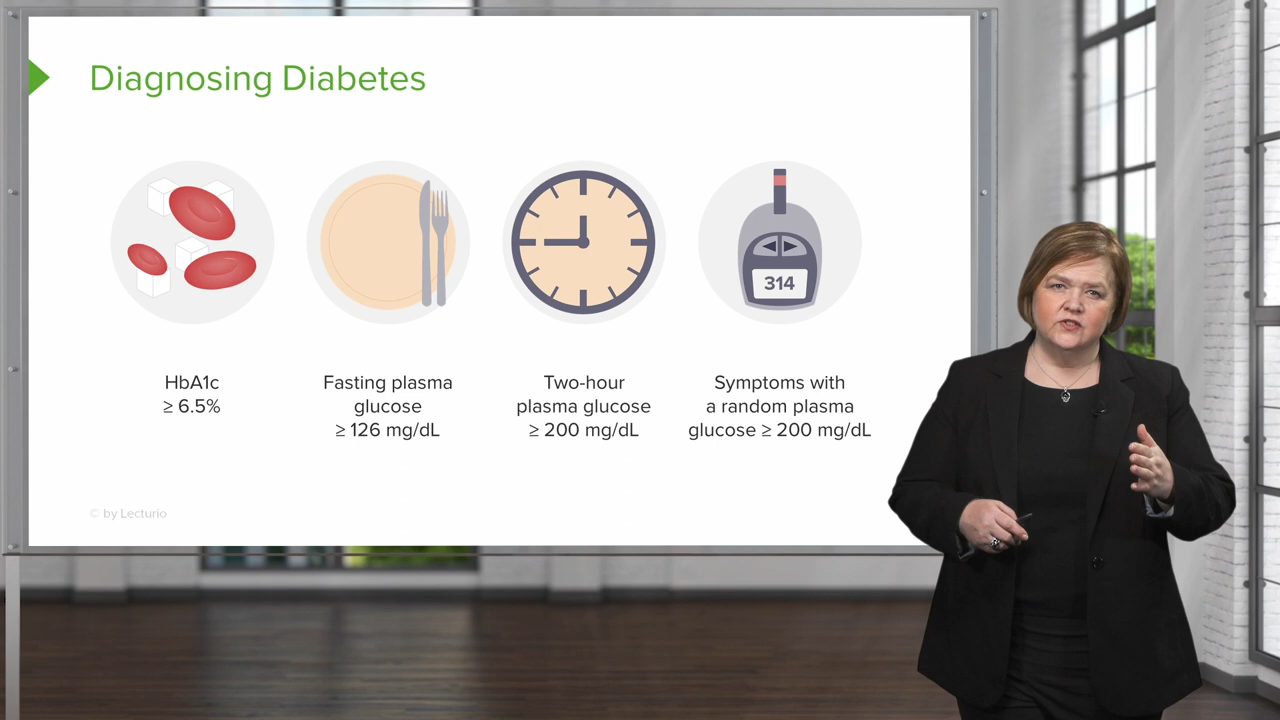 Diagnosing Diabetes
314
HbA1c
≥ 6.5%
Fasting plasma
glucose
≥ 126 mg/dL
Two-hour
plasma glucose
≥ 200 mg/dL
Symptoms with
a random plasma
glucose ≥ 200 mg/dL
© by Lecturio